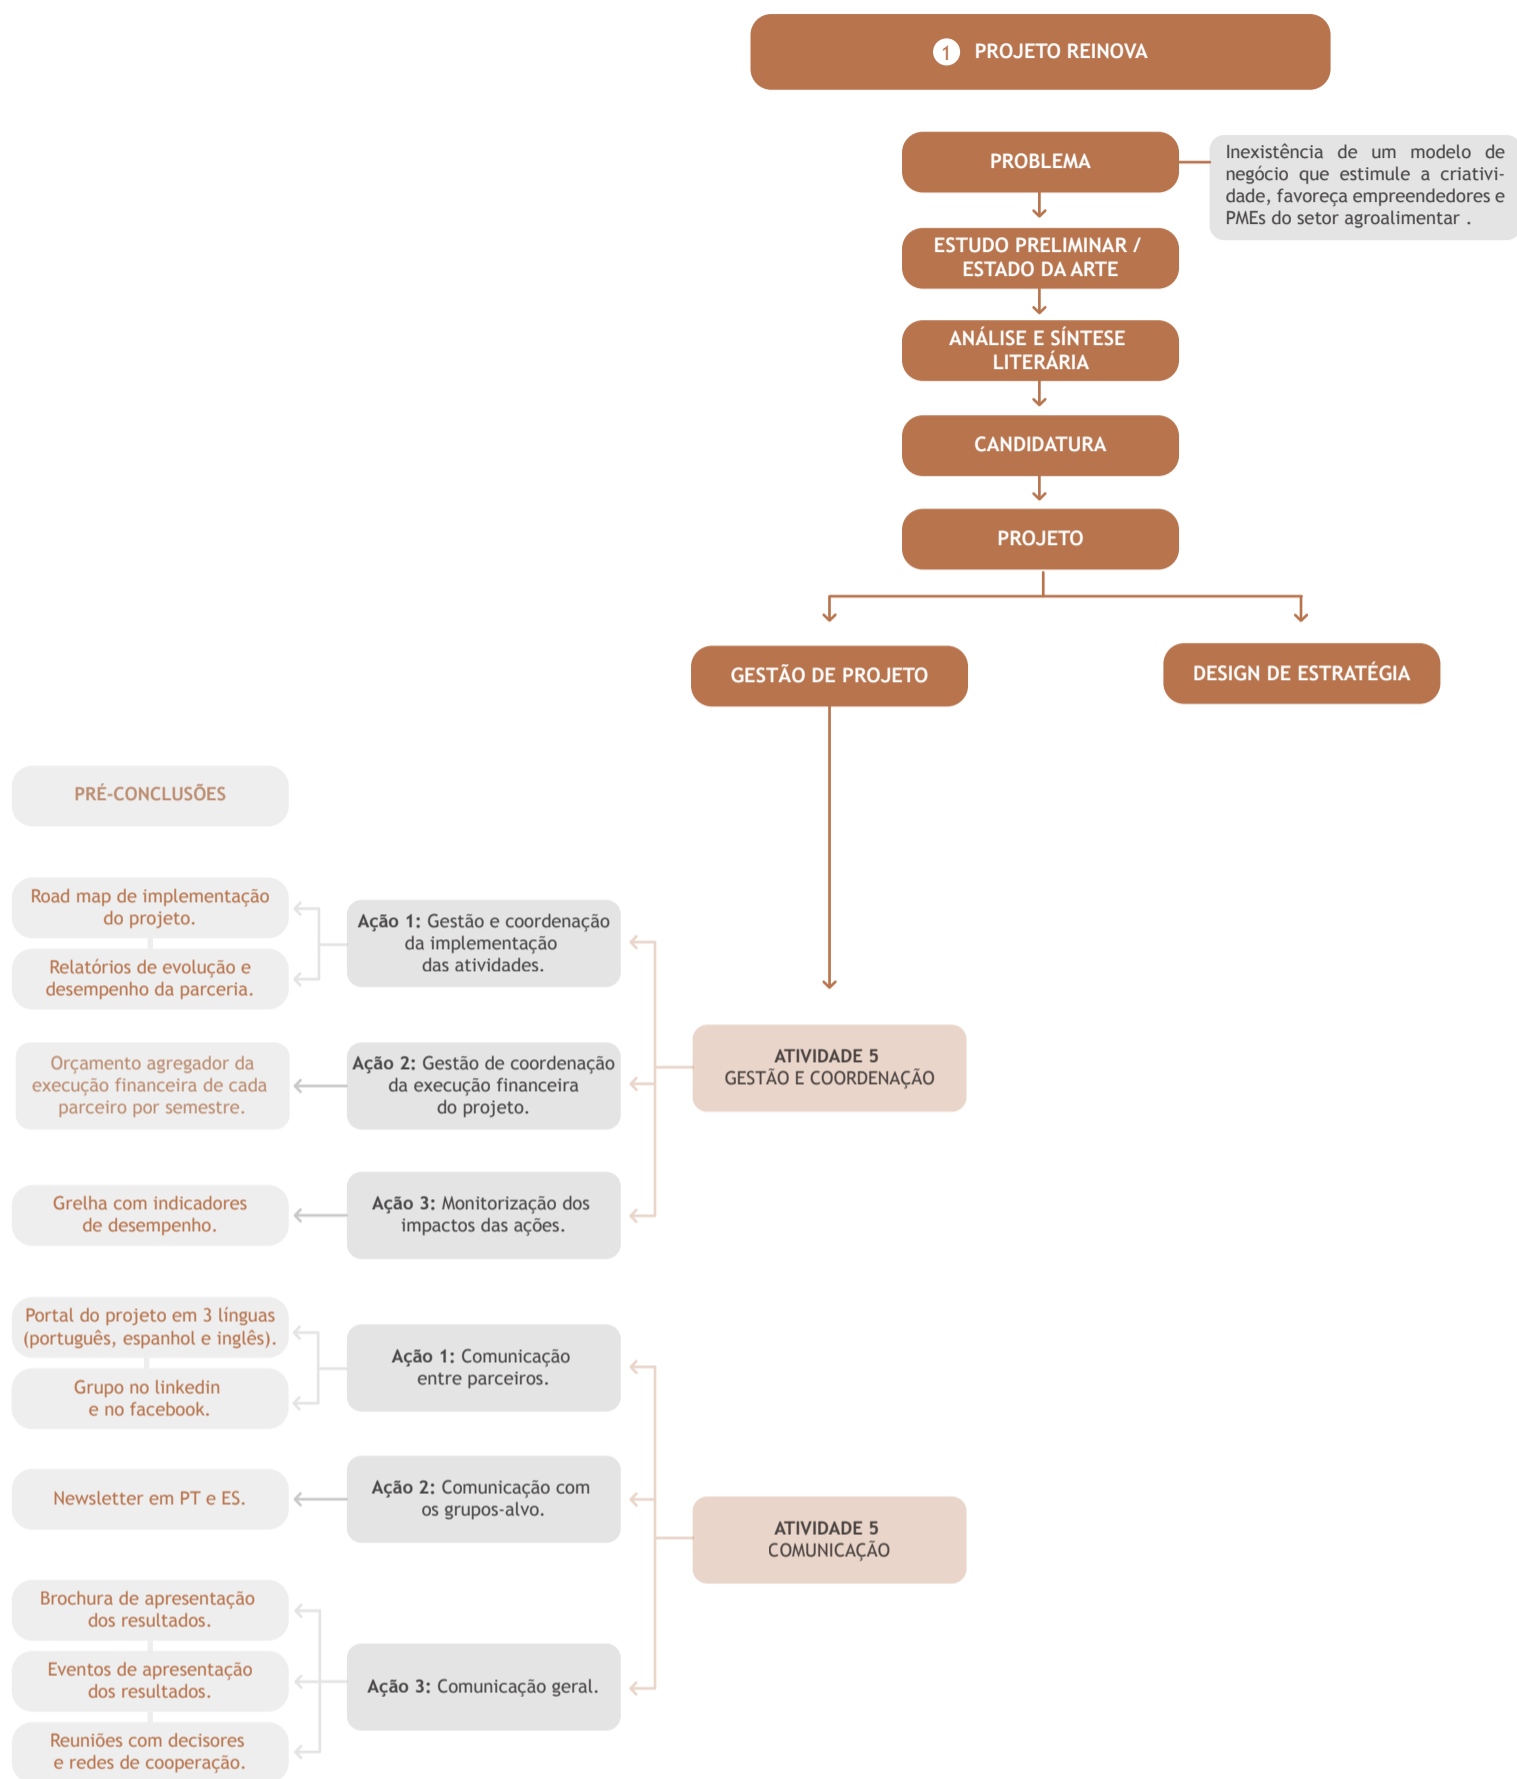 1 PROJETO REINOVA
PROBLEMA
Inexistência de um modelo de
negócio que estimule a criativi-
dade, favoreça empreendedores e
PMEs do setor agroalimentar .
ESTUDO PRELIMINAR /
ESTADO DA ARTE
ANÁLISE E SÍNTESE
LITERÁRIA
CANDIDATURA
PROJETO
GESTÃO DE PROJETO
DESIGN DE ESTRATÉGIA
PRÉ-CONCLUSÕES
Road map de implementação
do projeto.
Relatórios de evolução e
desempenho da parceria.
Ação 1: Gestão e coordenação
da implementação
das atividades.
Orçamento agregador da
execução financeira de cada
parceiro por semestre.
Ação 2: Gestão de coordenação
da execução financeira
do projeto.
ATIVIDADE 5
GESTÃO E COORDENAÇÃO
Grelha com indicadores
de desempenho.
Ação 3: Monitorização dos
impactos das ações.
Portal do projeto em 3 línguas
(português, espanhol e inglês).
Grupo no linkedin
e no facebook.
Ação 1: Comunicação
entre parceiros.
Newsletter em PT e ES.
Ação 2: Comunicação com
os grupos-alvo.
ATIVIDADE 5
COMUNICAÇÃO
Brochura de apresentação
dos resultados.
Eventos de apresentação
dos resultados.
Reuniões com decisores
e redes de cooperação.
Ação 3: Comunicação geral.